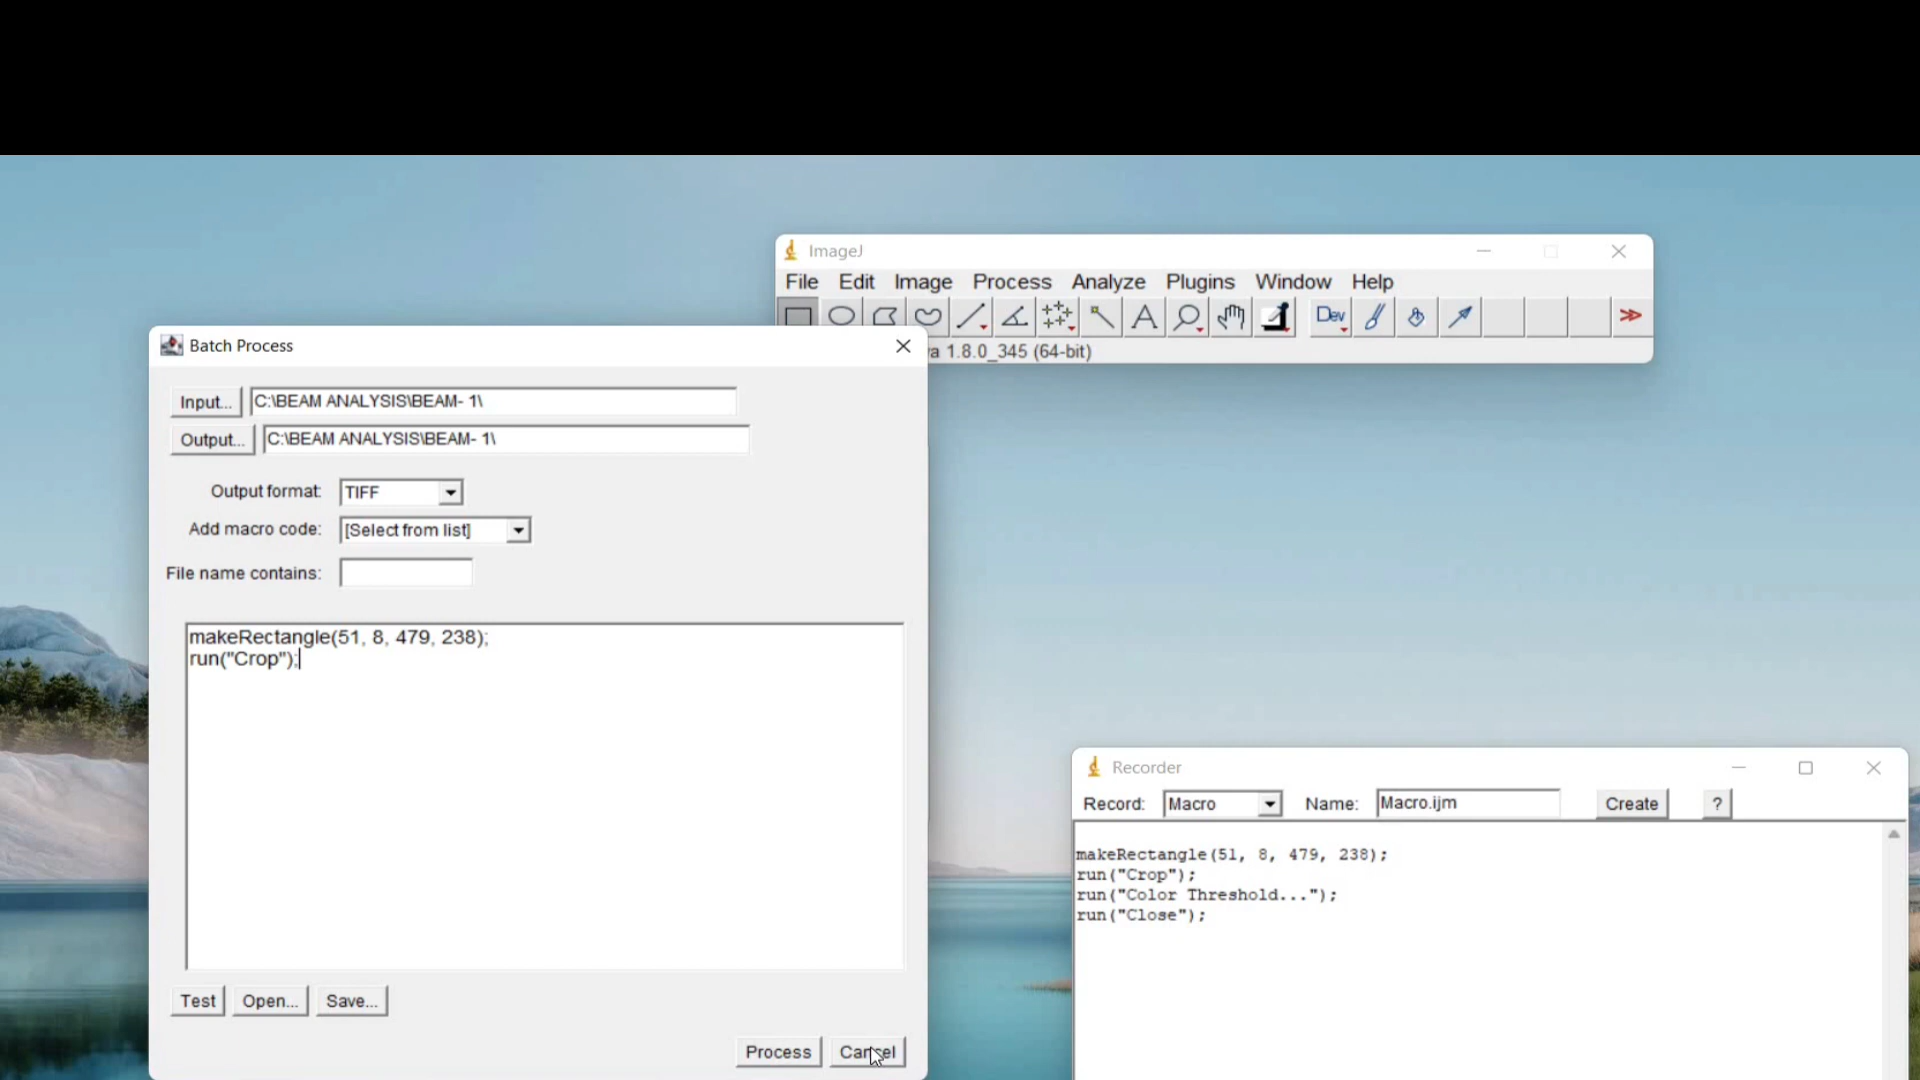 ImageJ
File Edit Image Process Analyze Plugins Window Help
Dev
a 1.8.0_345 (64-bit)
Batch Process
Input... C:\BEAM ANALYSIS\BEAM- 1\
Output... C:\BEAM ANALYSIS\BEAM- 1\
Output format: TIFF
Add macro code: [Select from list]
File name contains:
makeRectangle(51, 8, 479, 238);
run("Crop");
Test Open... Save...
Process Cancel
Recorder
Record: Macro Name: Macro.ijm Create ?
makeRectangle(51, 8, 479, 238);
run("Crop");
run("Color Threshold...");
run("Close");